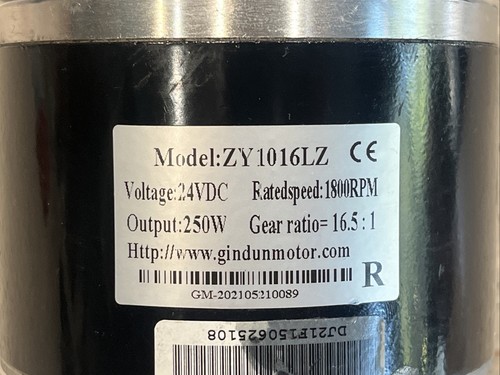 Model:ZY1016LZ CE
Voltage:24VDC Ratedspeed:1800RPM
Output:250W Gear ratio= 16.5 : 1
Http://www.gindunmotor.com
R
GM-202105210089
DJ21F150625108